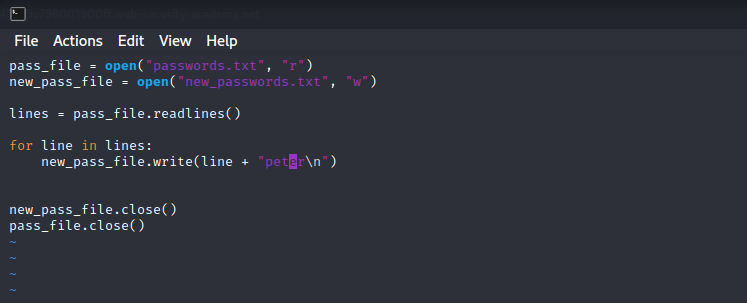 File Actions Edit View Help
pass_file = open("passwords.txt", "r")
new_pass_file = open("new_passwords.txt", "w")
lines = pass_file.readlines()
for line in lines:
    new_pass_file.write(line + "peter\n")
new_pass_file.close()
pass_file.close()
~
~
~
~